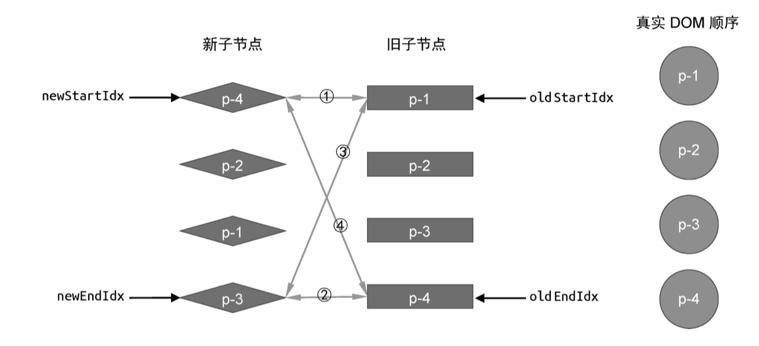 真实 DOM 顺序
新子节点
旧子节点
newStartIdx
p-4
①
p-1
oldStartIdx
p-1
③
p-2
p-2
p-2
p-1
④
p-3
p-3
newEndIdx
p-3
②
p-4
oldEndIdx
p-4